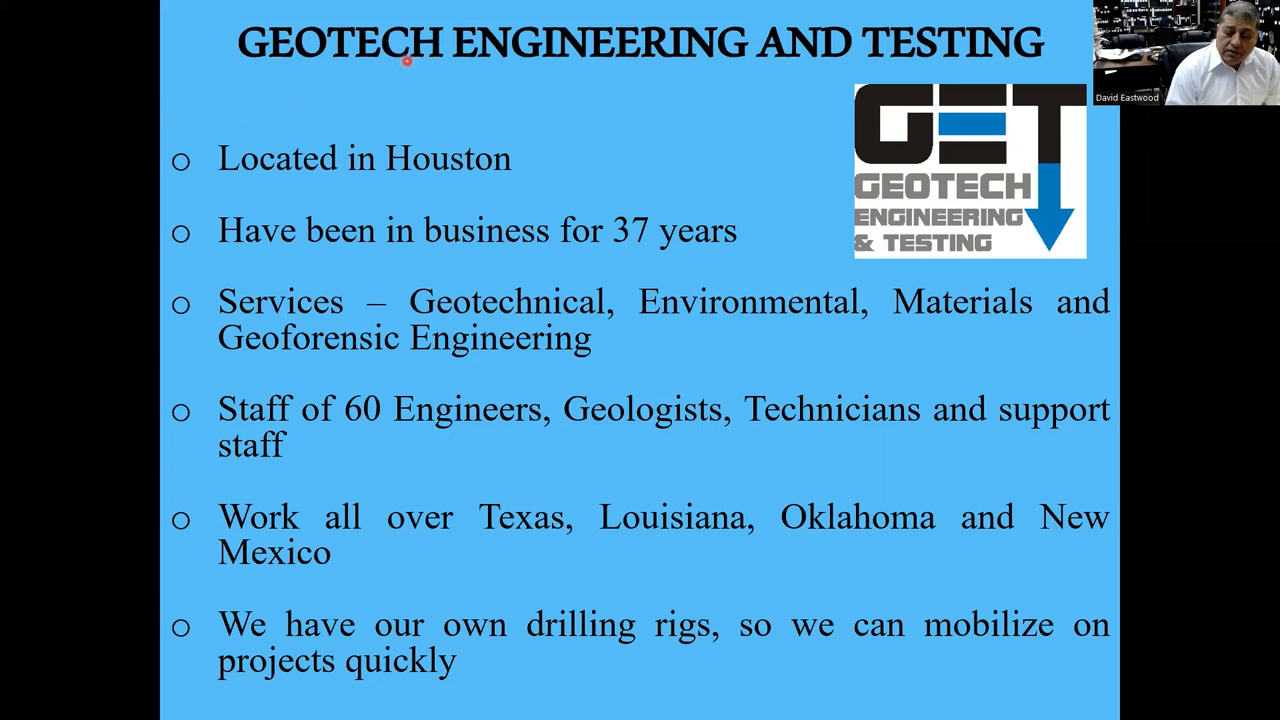 GEOTECH ENGINEERING AND TESTING
David Eastwood
GET
GEOTECH
ENGINEERING
& TESTING
o Located in Houston
o Have been in business for 37 years
o Services – Geotechnical, Environmental, Materials and
Geoforensic Engineering
o Staff of 60 Engineers, Geologists, Technicians and support
staff
o Work all over Texas, Louisiana, Oklahoma and New
Mexico
o We have our own drilling rigs, so we can mobilize on
projects quickly